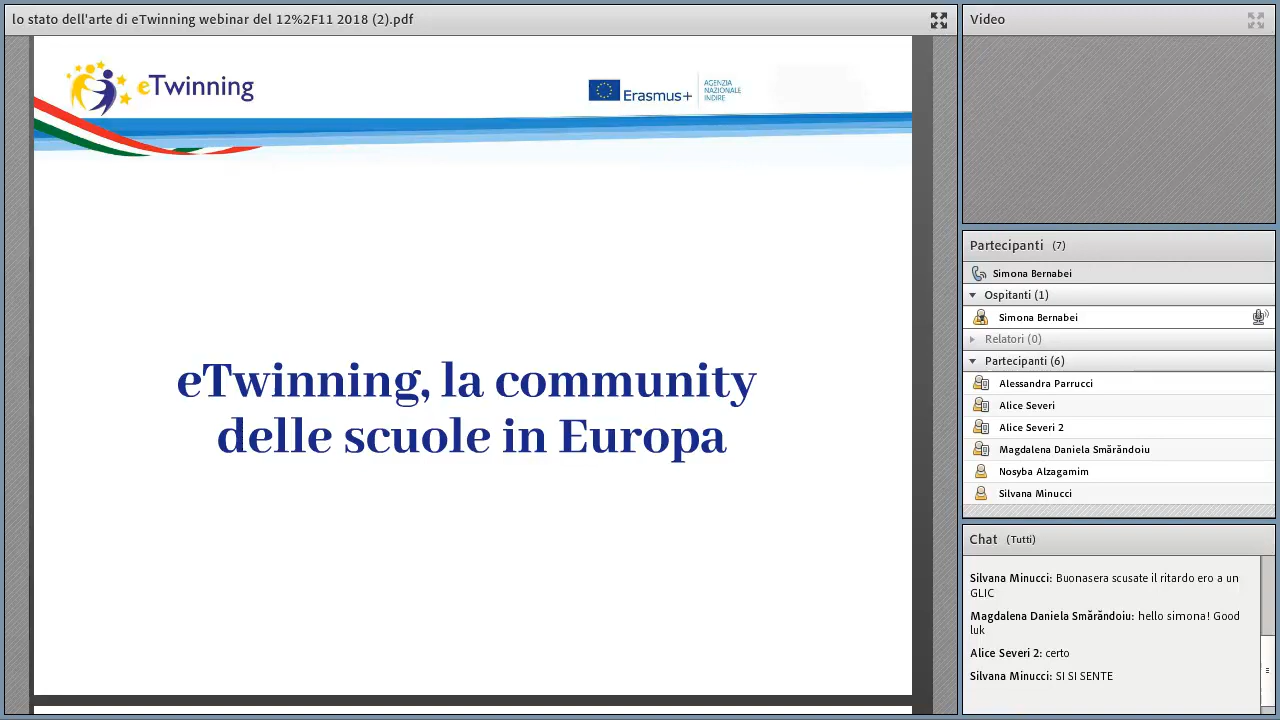 lo stato dell'arte di eTwinning webinar del 12%2F11 2018 (2).pdf
eTwinning
Erasmus+
AGENZIA
NAZIONALE
INDIRE
eTwinning, la community
delle scuole in Europa
Video
Partecipanti (7)
Simona Bernabei
Ospitanti (1)
Simona Bernabei
Relatori (0)
Partecipanti (6)
Alessandra Parrucci
Alice Severi
Alice Severi 2
Magdalena Daniela Smărăndoiu
Nosyba Alzagamim
Silvana Minucci
Chat (Tutti)
Silvana Minucci: Buonasera scusate il ritardo ero a un
GLIC
Magdalena Daniela Smărăndoiu: hello simona! Good
luk
Alice Severi 2: certo
Silvana Minucci: SI SI SENTE